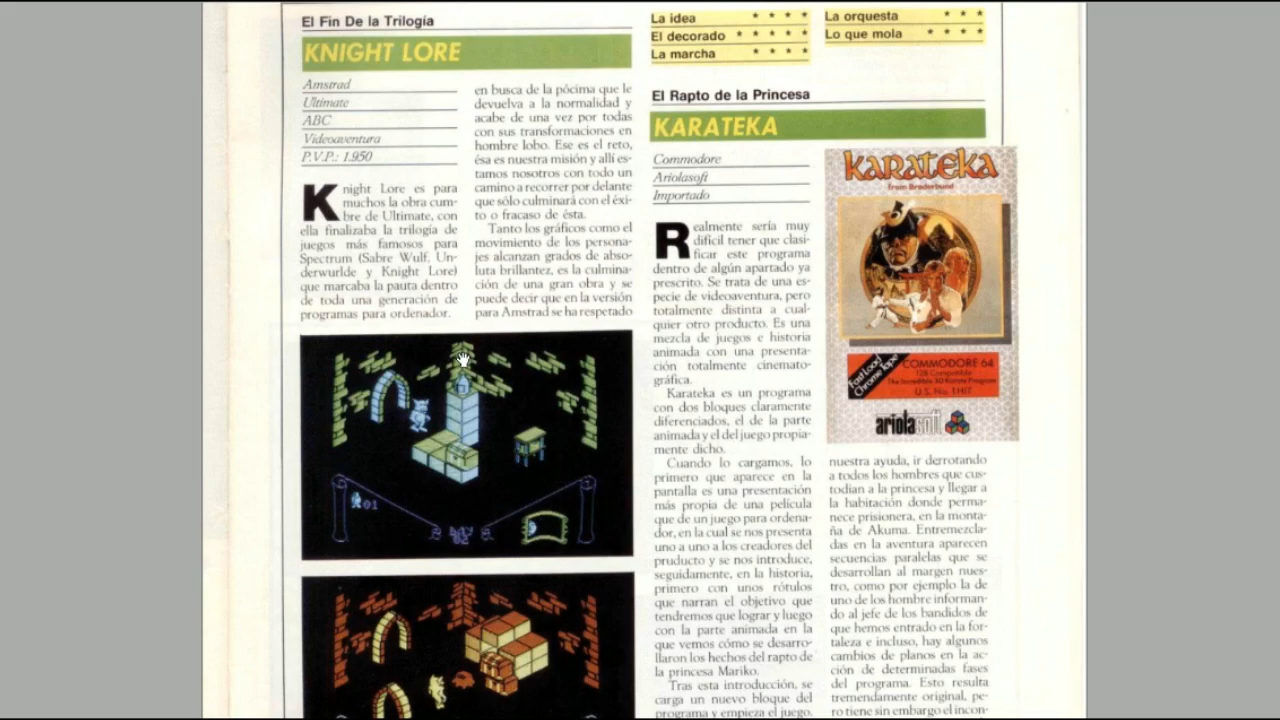 El Fin De la Trilogía
KNIGHT LORE
Amstrad
Ultimate
ABC
Videoaventura
P.V.P.: 1.950
Knight Lore es para
muchos la obra cum-
bre de Ultimate, con
ella finalizaba la trilogía de
juegos más famosos para
Spectrum (Sabre Wulf, Un-
derwurlde y Knight Lore)
que marcaba la pauta dentro
de toda una generación de
programas para ordenador.
en busca de la pócima que le
devuelva a la normalidad y
acabe de una vez por todas
con sus transformaciones en
hombre lobo. Ese es el reto,
ésa es nuestra misión y allí es-
tamos nosotros con todo un
camino a recorrer por delante
que sólo culminará con el éxi-
to o fracaso de ésta.
Tanto los gráficos como el
movimiento de los persona-
jes alcanzan grados de abso-
luta brillantez, es la culmina-
ción de una gran obra y se
puede decir que en la versión
para Amstrad se ha respetado
01
La idea * * * *
El decorado * * * * *
La marcha * * * *
La orquesta * * *
Lo que mola * * * *
El Rapto de la Princesa
KARATEKA
Commodore
Ariolasoft
Importado
Realmente sería muy
difícil tener que clasi-
ficar este programa
dentro de algún apartado ya
prescrito. Se trata de una es-
pecie de videoaventura, pero
totalmente distinta a cual-
quier otro producto. Es una
mezcla de juegos e historia
animada con una presenta-
ción totalmente cinemato-
gráfica.
Karateka es un programa
con dos bloques claramente
diferenciados, el de la parte
animada y el del juego propia-
mente dicho.
Cuando lo cargamos, lo
primero que aparece en la
pantalla es una presentación
más propia de una película
que de un juego para ordena-
dor, en la cual se nos presenta
uno a uno a los creadores del
pruducto y se nos introduce,
seguidamente, en la historia,
primero con unos rótulos
que narran el objetivo que
tendremos que lograr y luego
con la parte animada en la
que vemos cómo se desarro-
llaron los hechos del rapto de
la princesa Mariko.
Tras esta introducción, se
carga un nuevo bloque del
programa y empieza el juego.
KARATEKA
from Broderbund
Fast Load
Chrome Tape
COMMODORE 64
128 Compatible
The Incredible 3D Karate Program
U.S. No. 1 HIT
ariolasoft
nuestra ayuda, ir derrotando
a todos los hombres que cus-
todian a la princesa y llegar a
la habitación donde perma-
nece prisionera, en la monta-
ña de Akuma. Entremezcla-
das en la aventura aparecen
secuencias paralelas que se
desarrollan al margen nues-
tro, como por ejemplo la de
uno de los hombre informan-
do al jefe de los bandidos de
que hemos entrado en la for-
taleza e incluso, hay algunos
cambios de planos en la ac-
ción de determinadas fases
del programa. Esto resulta
tremendamente original, pe-
ro tiene sin embargo el incon-